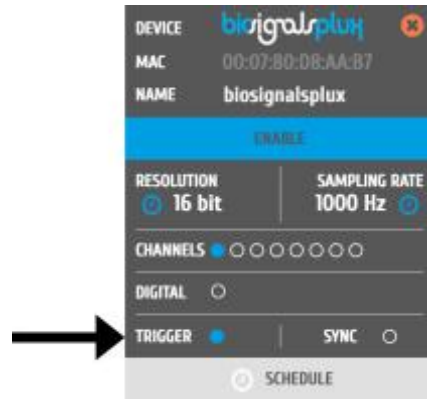 DEVICE biosignalsplux
MAC 00:07:80:D8:AA:B7
NAME biosignalsplux
ENABLE
RESOLUTION SAMPLING RATE
16 bit 1000 Hz
CHANNELS
DIGITAL
TRIGGER SYNC
SCHEDULE